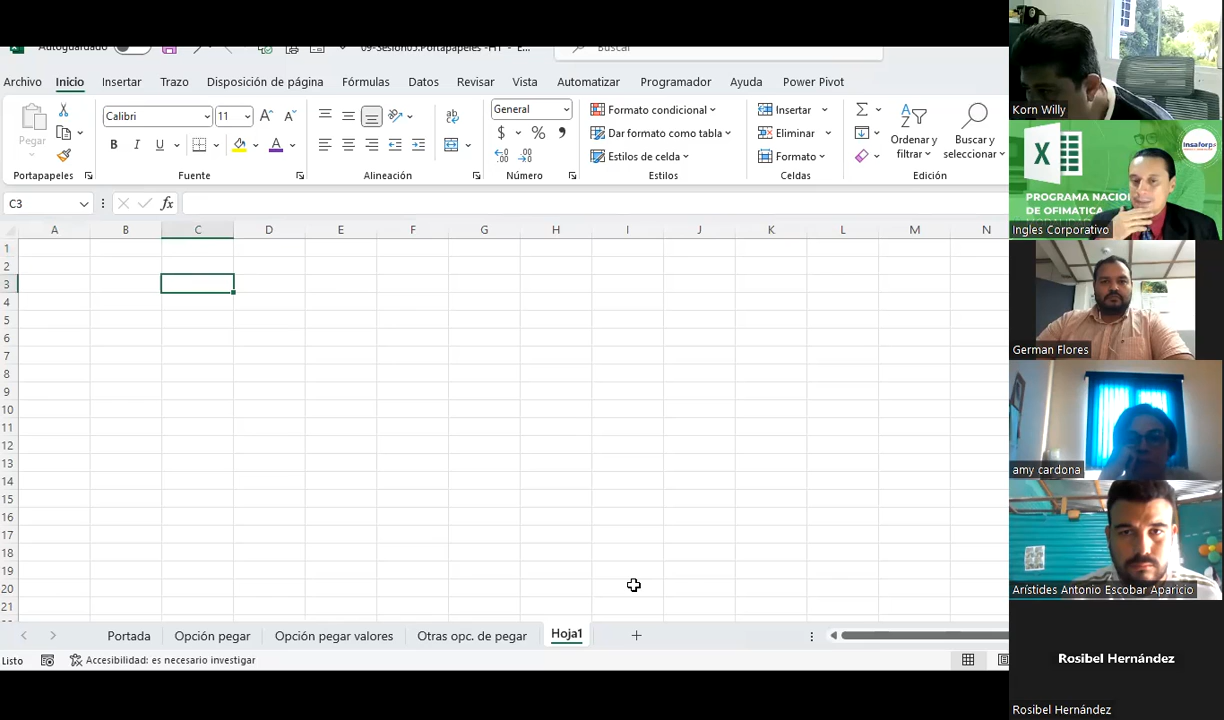 Autoguardado
09-Sesion05.Portapapeles -HT - E...
Buscar
Archivo Inicio Insertar Trazo Disposición de página Fórmulas Datos Revisar Vista Automatizar Programador Ayuda Power Pivot
Pegar
Calibri 11
General
Formato condicional
Dar formato como tabla
Estilos de celda
Insertar
Eliminar
Formato
Ordenar y
filtrar
Buscar y
seleccionar
Portapapeles Fuente Alineación Número Estilos Celdas Edición
C3 fx
A B C D E F G H I J K L M N
1
2
3
4
5
6
7
8
9
10
11
12
13
14
15
16
17
18
19
20
21
Portada Opción pegar Opción pegar valores Otras opc. de pegar Hoja1
Listo Accesibilidad: es necesario investigar
Korn Willy
insaforp
PROGRAMA NACIO
DE OFIMATICA
Ingles Corporativo
German Flores
amy cardona
Arístides Antonio Escobar Aparicio
Rosibel Hernández
Rosibel Hernández